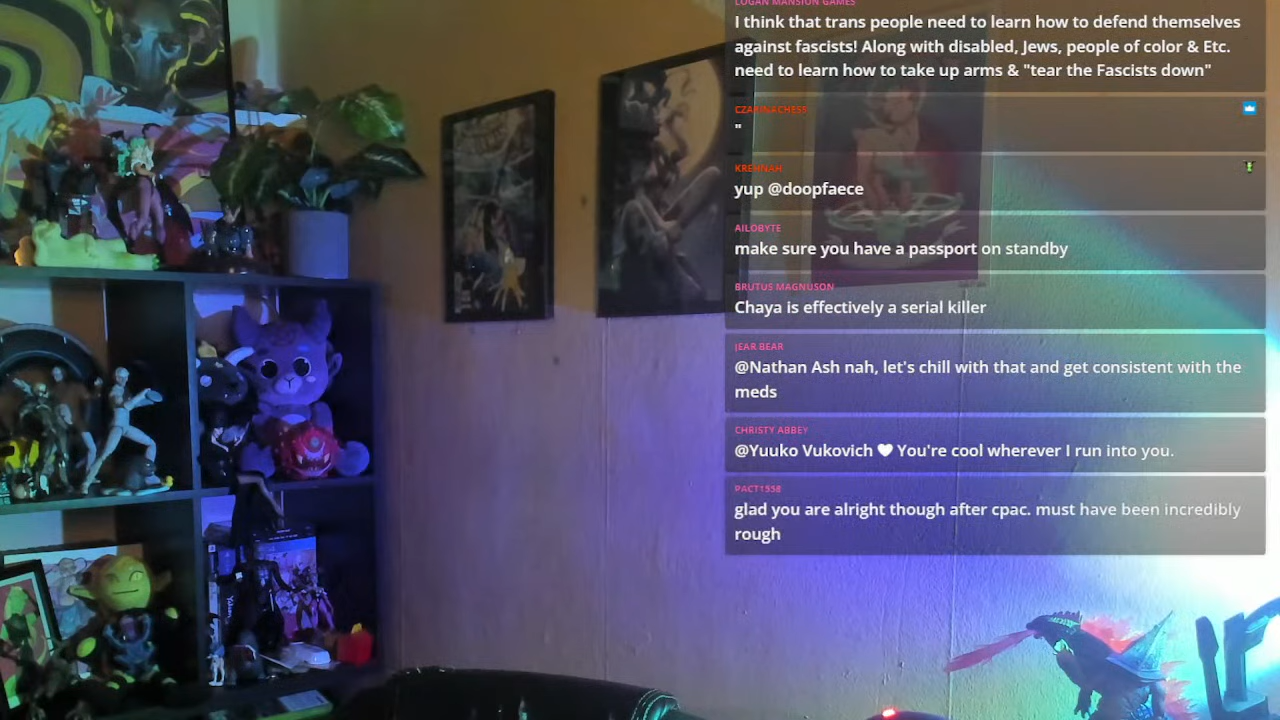 LOGAN MANSION GAMES
I think that trans people need to learn how to defend themselves
against fascists! Along with disabled, Jews, people of color & Etc.
need to learn how to take up arms & "tear the Fascists down"
CZARINACHESS
"
KREHNAH
yup @doopfaece
AILOBYTE
make sure you have a passport on standby
BRUTUS MAGNUSON
Chaya is effectively a serial killer
JEAR BEAR
@Nathan Ash nah, let's chill with that and get consistent with the
meds
CHRISTY ABBEY
@Yuuko Vukovich 🤍 You're cool wherever I run into you.
PACT1SSE
glad you are alright though after cpac. must have been incredibly
rough